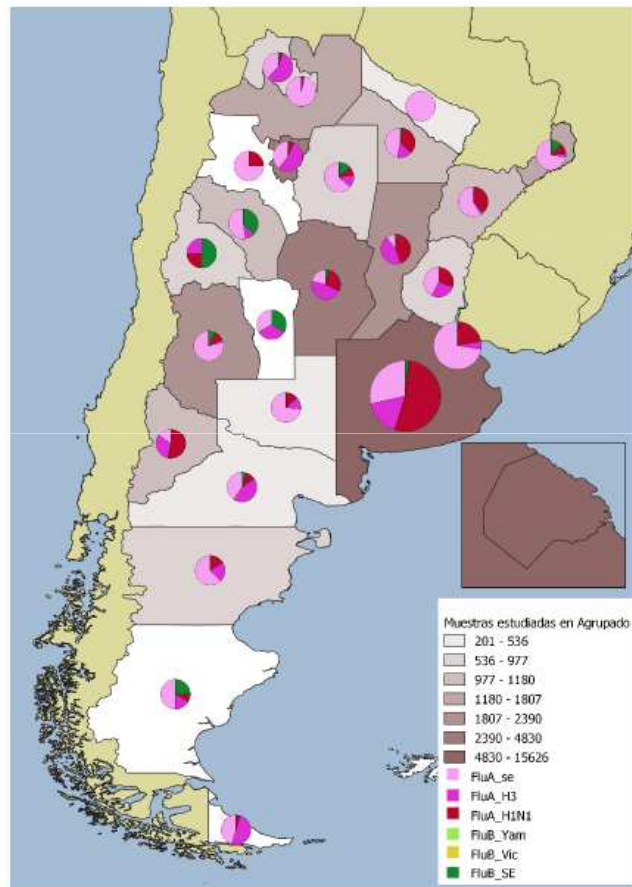 Muestras estudiadas en Agrupado
201 - 536
536 - 977
977 - 1180
1180 - 1807
1807 - 2390
2390 - 4830
4830 - 15626
FluA_se
FluA_H3
FluA_H1N1
FluB_Yam
FluB_Vic
FluB_SE